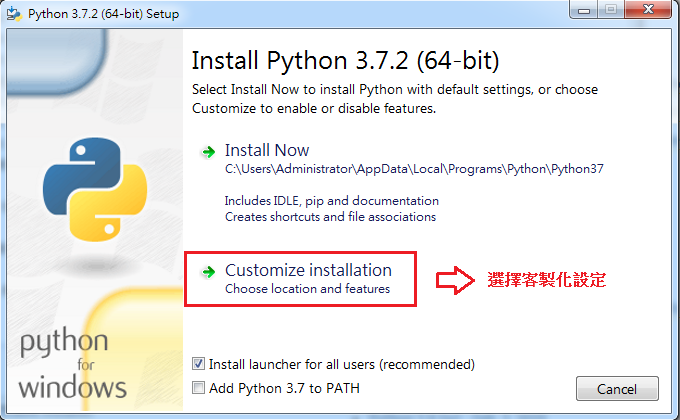 Python 3.7.2 (64-bit) Setup
Install Python 3.7.2 (64-bit)
Select Install Now to install Python with default settings, or choose
Customize to enable or disable features.
Install Now
C:\Users\Administrator\AppData\Local\Programs\Python\Python37
Includes IDLE, pip and documentation
Creates shortcuts and file associations
Customize installation
Choose location and features
選擇客製化設定
python
for
windows
Install launcher for all users (recommended)
Add Python 3.7 to PATH
Cancel